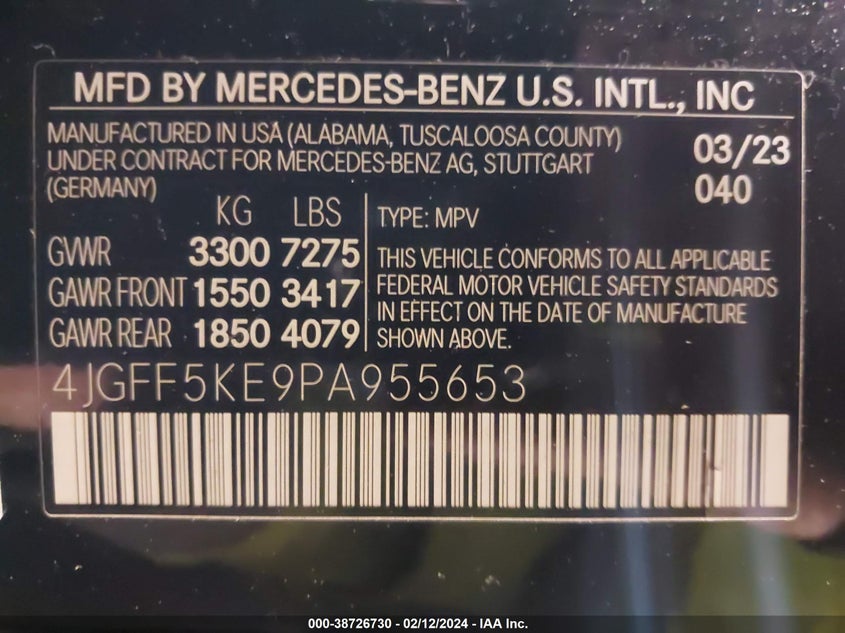 MFD BY MERCEDES-BENZ U.S. INTL., INC
MANUFACTURED IN USA (ALABAMA, TUSCALOOSA COUNTY)
UNDER CONTRACT FOR MERCEDES-BENZ AG, STUTTGART
(GERMANY)
03/23
040
KG LBS
GVWR 3300 7275
GAWR FRONT 1550 3417
GAWR REAR 1850 4079
TYPE: MPV
THIS VEHICLE CONFORMS TO ALL APPLICABLE
FEDERAL MOTOR VEHICLE SAFETY STANDARDS
IN EFFECT ON THE DATE OF MANUFACTURE
SHOWN ABOVE.
4JGFF5KE9PA955653
000-38726730 - 02/12/2024 - IAA Inc.